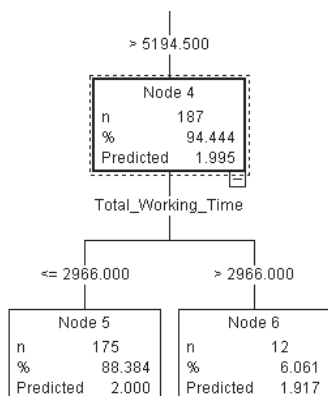 > 5194.500
Node 4
n 187
% 94.444
Predicted 1.995
Total_Working_Time
<= 2966.000 > 2966.000
Node 5 Node 6
n 175 n 12
% 88.384 % 6.061
Predicted 2.000 Predicted 1.917